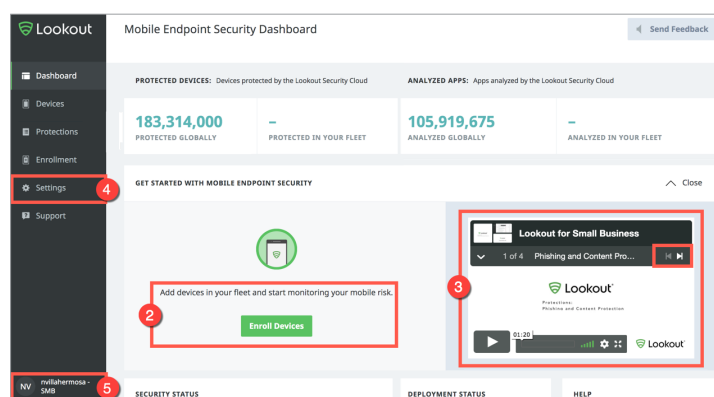 Lookout
Mobile Endpoint Security Dashboard
Send Feedback
Dashboard
Devices
Protections
Enrollment
Settings
4
Support
PROTECTED DEVICES: Devices protected by the Lookout Security Cloud
ANALYZED APPS: Apps analyzed by the Lookout Security Cloud
183,314,000
PROTECTED GLOBALLY
–
PROTECTED IN YOUR FLEET
105,919,675
ANALYZED GLOBALLY
–
ANALYZED IN YOUR FLEET
GET STARTED WITH MOBILE ENDPOINT SECURITY
Close
Add devices in your fleet and start monitoring your mobile risk.
2
Enroll Devices
Lookout for Small Business
1 of 4 Phishing and Content Pro...
3
Lookout
Protections:
Phishing and Content Protection
01:20
Lookout
NV
nvillahermosa -
SMB
5
SECURITY STATUS
DEPLOYMENT STATUS
HELP